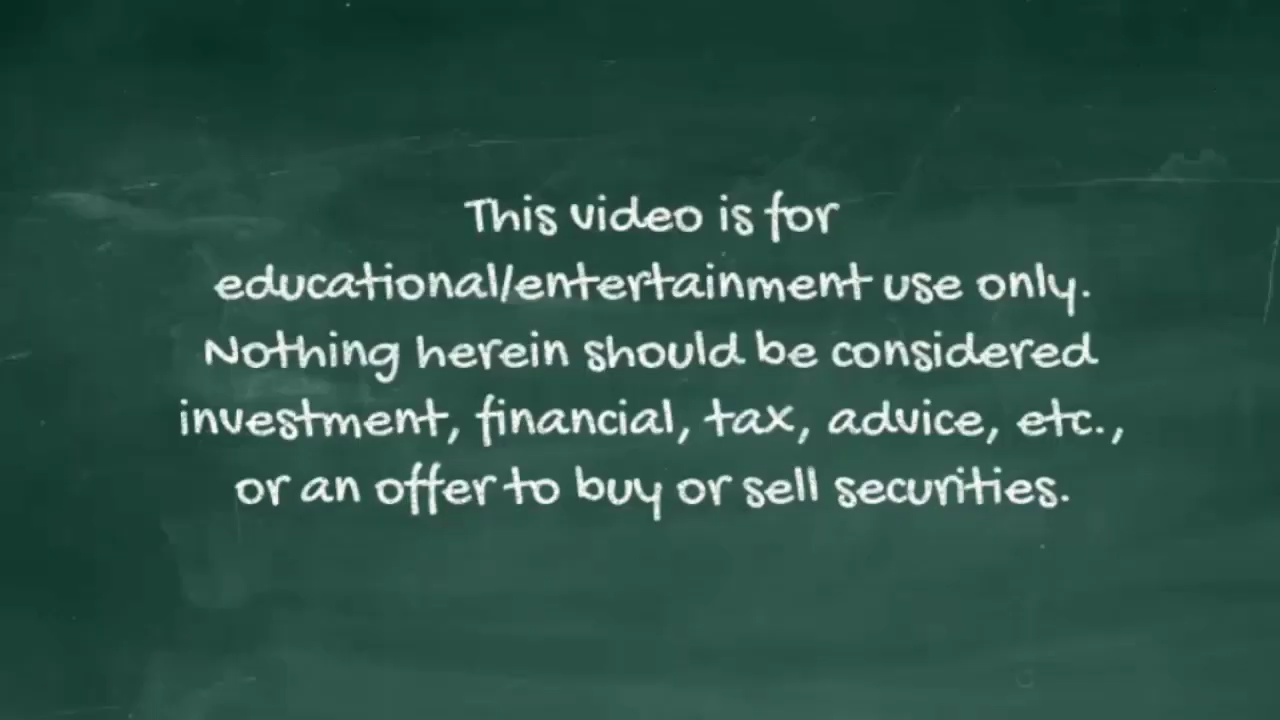 This video is for
educational/entertainment use only.
Nothing herein should be considered
investment, financial, tax, advice, etc.,
or an offer to buy or sell securities.